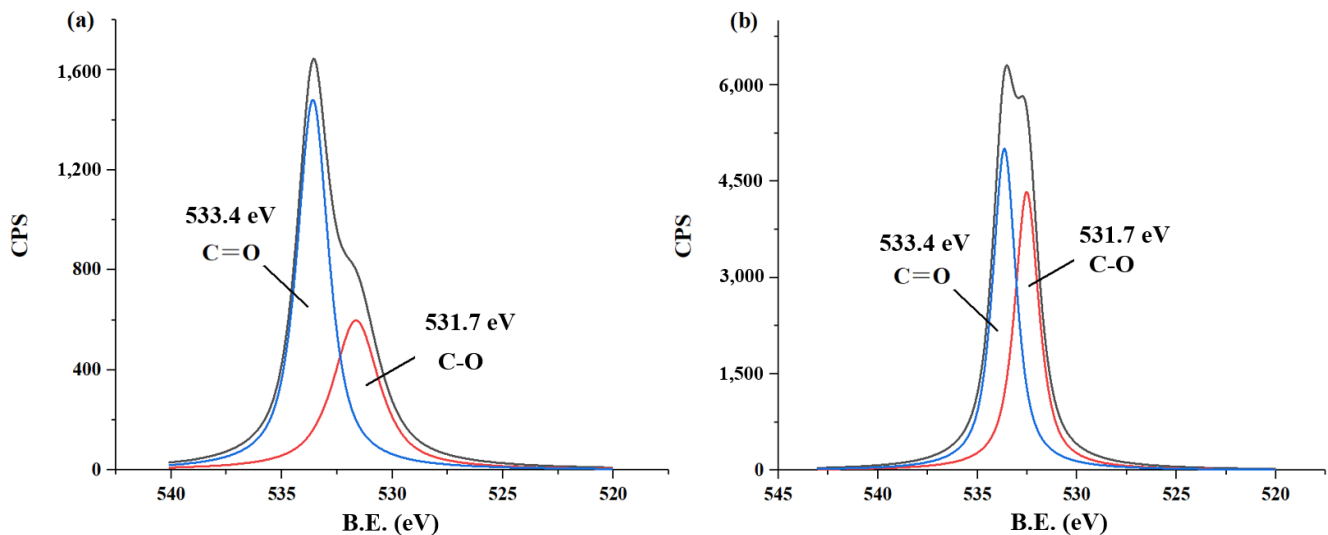 (a)
1,600
1,200
800
400
0
CPS
533.4 eV
C=O
531.7 eV
C-O
540
535
530
525
520
B.E. (eV)
(b)
6,000
4,500
3,000
1,500
0
CPS
533.4 eV
C=O
531.7 eV
C-O
545
540
535
530
525
520
B.E. (eV)